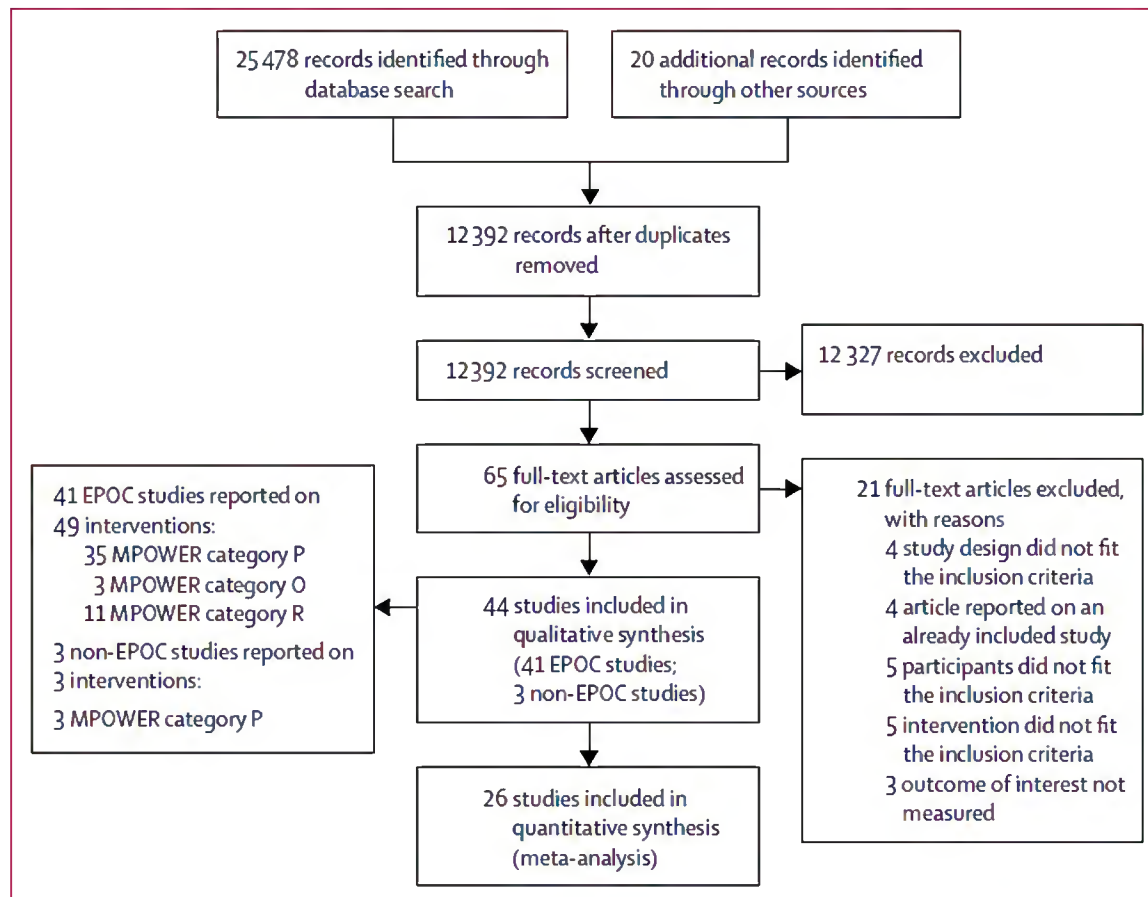 25 478 records identified through
database search
20 additional records identified
through other sources
12 392 records after duplicates
removed
12 392 records screened
12 327 records excluded
65 full-text articles assessed
for eligibility
21 full-text articles excluded,
with reasons
4 study design did not fit
the inclusion criteria
4 article reported on an
already included study
5 participants did not fit
the inclusion criteria
5 intervention did not fit
the inclusion criteria
3 outcome of interest not
measured
41 EPOC studies reported on
49 interventions:
35 MPOWER category P
3 MPOWER category O
11 MPOWER category R
3 non-EPOC studies reported on
3 interventions:
3 MPOWER category P
44 studies included in
qualitative synthesis
(41 EPOC studies;
3 non-EPOC studies)
26 studies included in
quantitative synthesis
(meta-analysis)